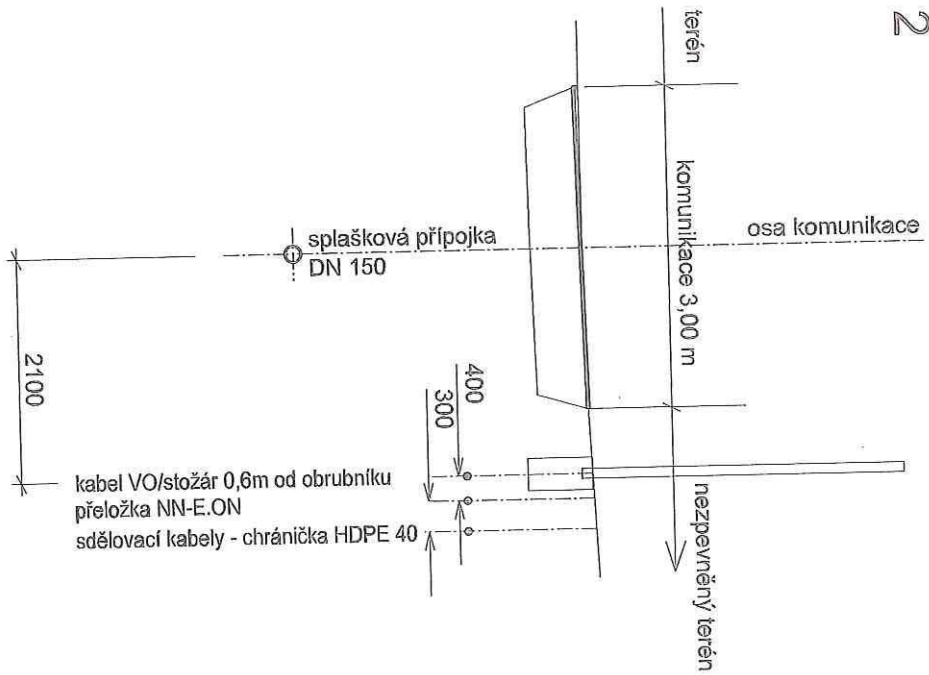 2
terén
komunikace 3,00 m
nezpevněný terén
osa komunikace
splašková přípojka
DN 150
2100
400
300
kabel VO/stožár 0,6m od obrubníku
přeložka NN-E.ON
sdělovací kabely - chránička HDPE 40